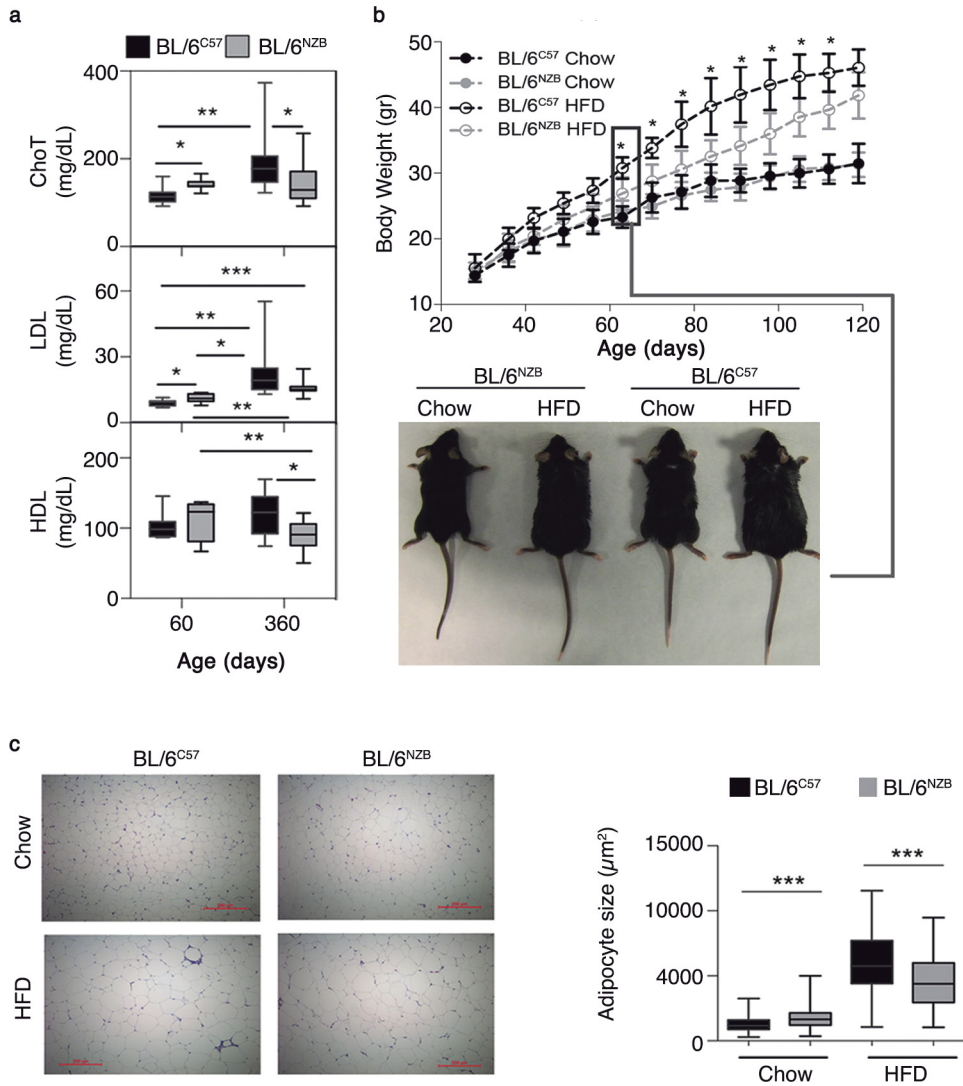 a
BL/6C57 BL/6NZB
400
200
0
ChoT
(mg/dL)
** *
*
60
40
20
0
LDL
(mg/dL)
***
**
*
*
**
200
100
0
HDL
(mg/dL)
**
*
60 360
Age (days)
b
50
40
30
20
10
Body Weight (gr)
BL/6C57 Chow
BL/6NZB Chow
BL/6C57 HFD
BL/6NZB HFD
* * * * * * * *
20 40 60 80 100 120
Age (days)
BL/6NZB BL/6C57
Chow HFD Chow HFD
c
BL/6C57 BL/6NZB
Chow
HFD
BL/6C57 BL/6NZB
15000
10000
4000
0
Adipocyte size (µm²)
*** ***
Chow HFD